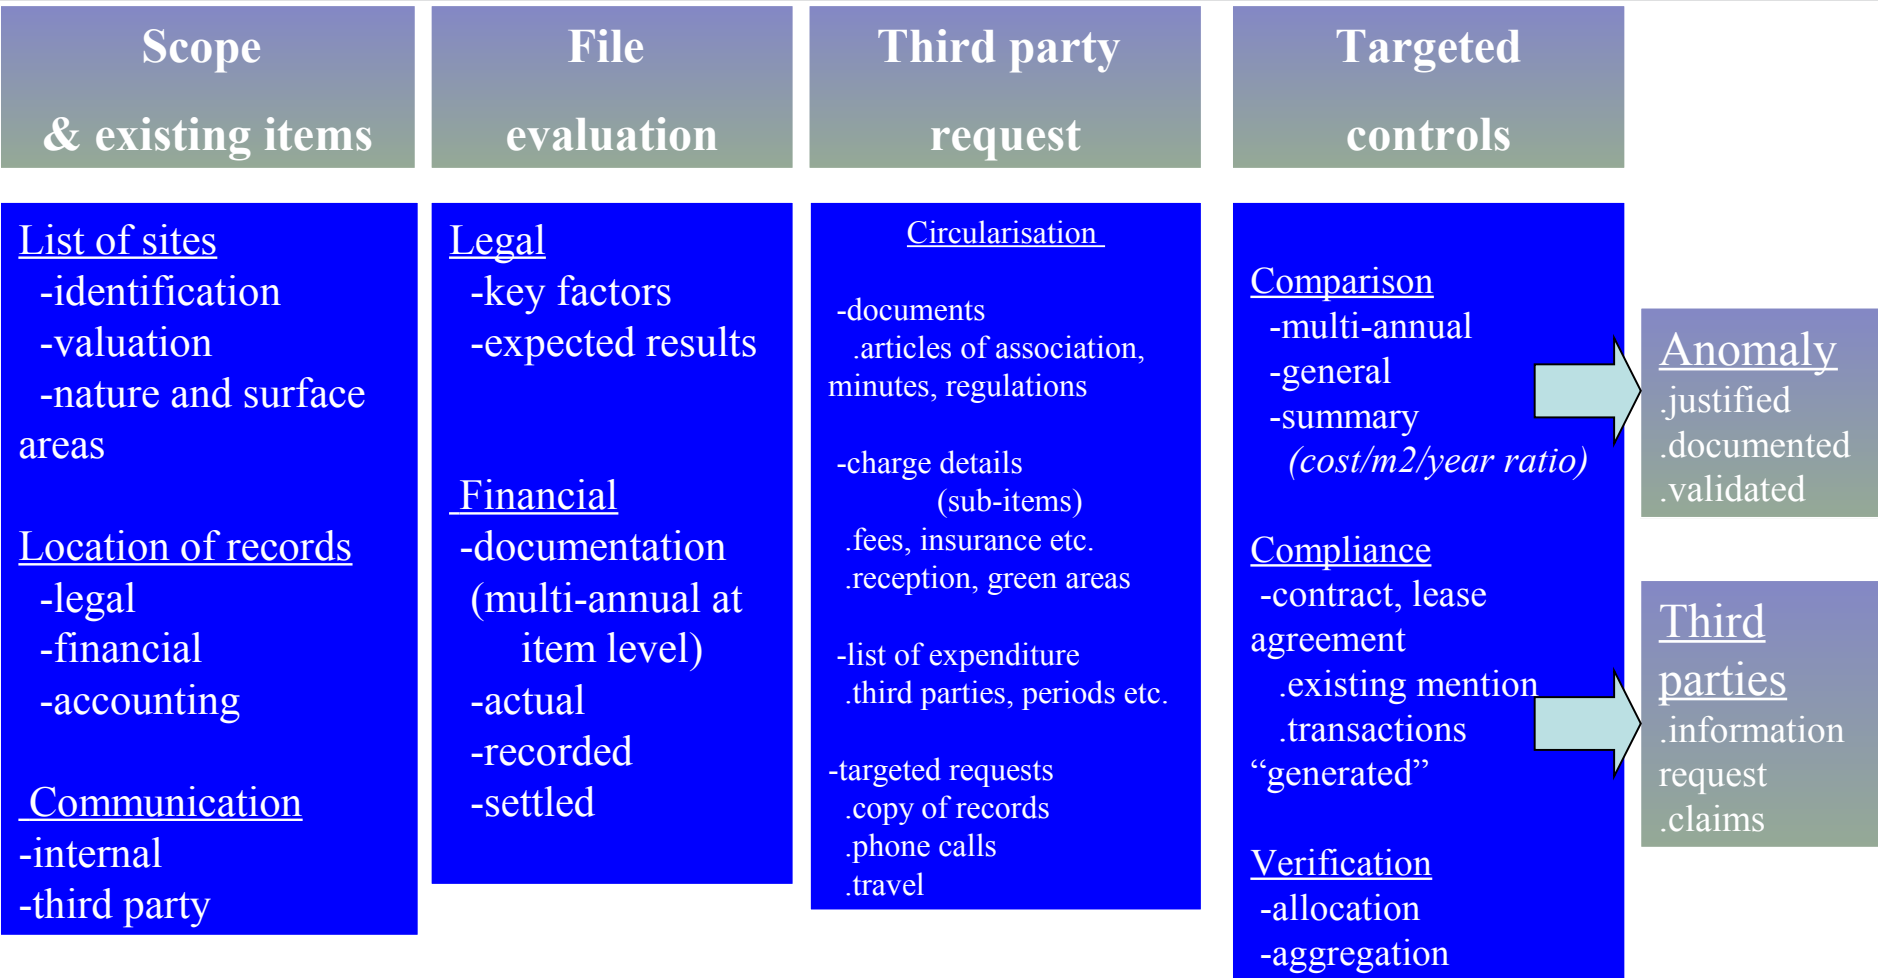 Scope
& existing items
File
evaluation
Third party
request
Targeted
controls
List of sites
-identification
-valuation
-nature and surface
areas
Location of records
-legal
-financial
-accounting
Communication
-internal
-third party
Legal
-key factors
-expected results
Financial
-documentation
(multi-annual at
item level)
-actual
-recorded
-settled
Circularisation
-documents
.articles of association,
minutes, regulations
-charge details
(sub-items)
.fees, insurance etc.
.reception, green areas
-list of expenditure
.third parties, periods etc.
-targeted requests
.copy of records
.phone calls
.travel
Comparison
-multi-annual
-general
-summary
(cost/m2/year ratio)
Compliance
-contract, lease
agreement
.existing mention
.transactions
“generated”
Verification
-allocation
-aggregation
Anomaly
.justified
.documented
.validated
Third
parties
.information
request
.claims